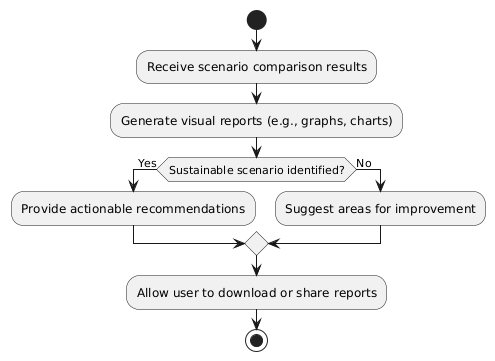 Receive scenario comparison results
Generate visual reports (e.g., graphs, charts)
Yes
Sustainable scenario identified?
No
Provide actionable recommendations
Suggest areas for improvement
Allow user to download or share reports